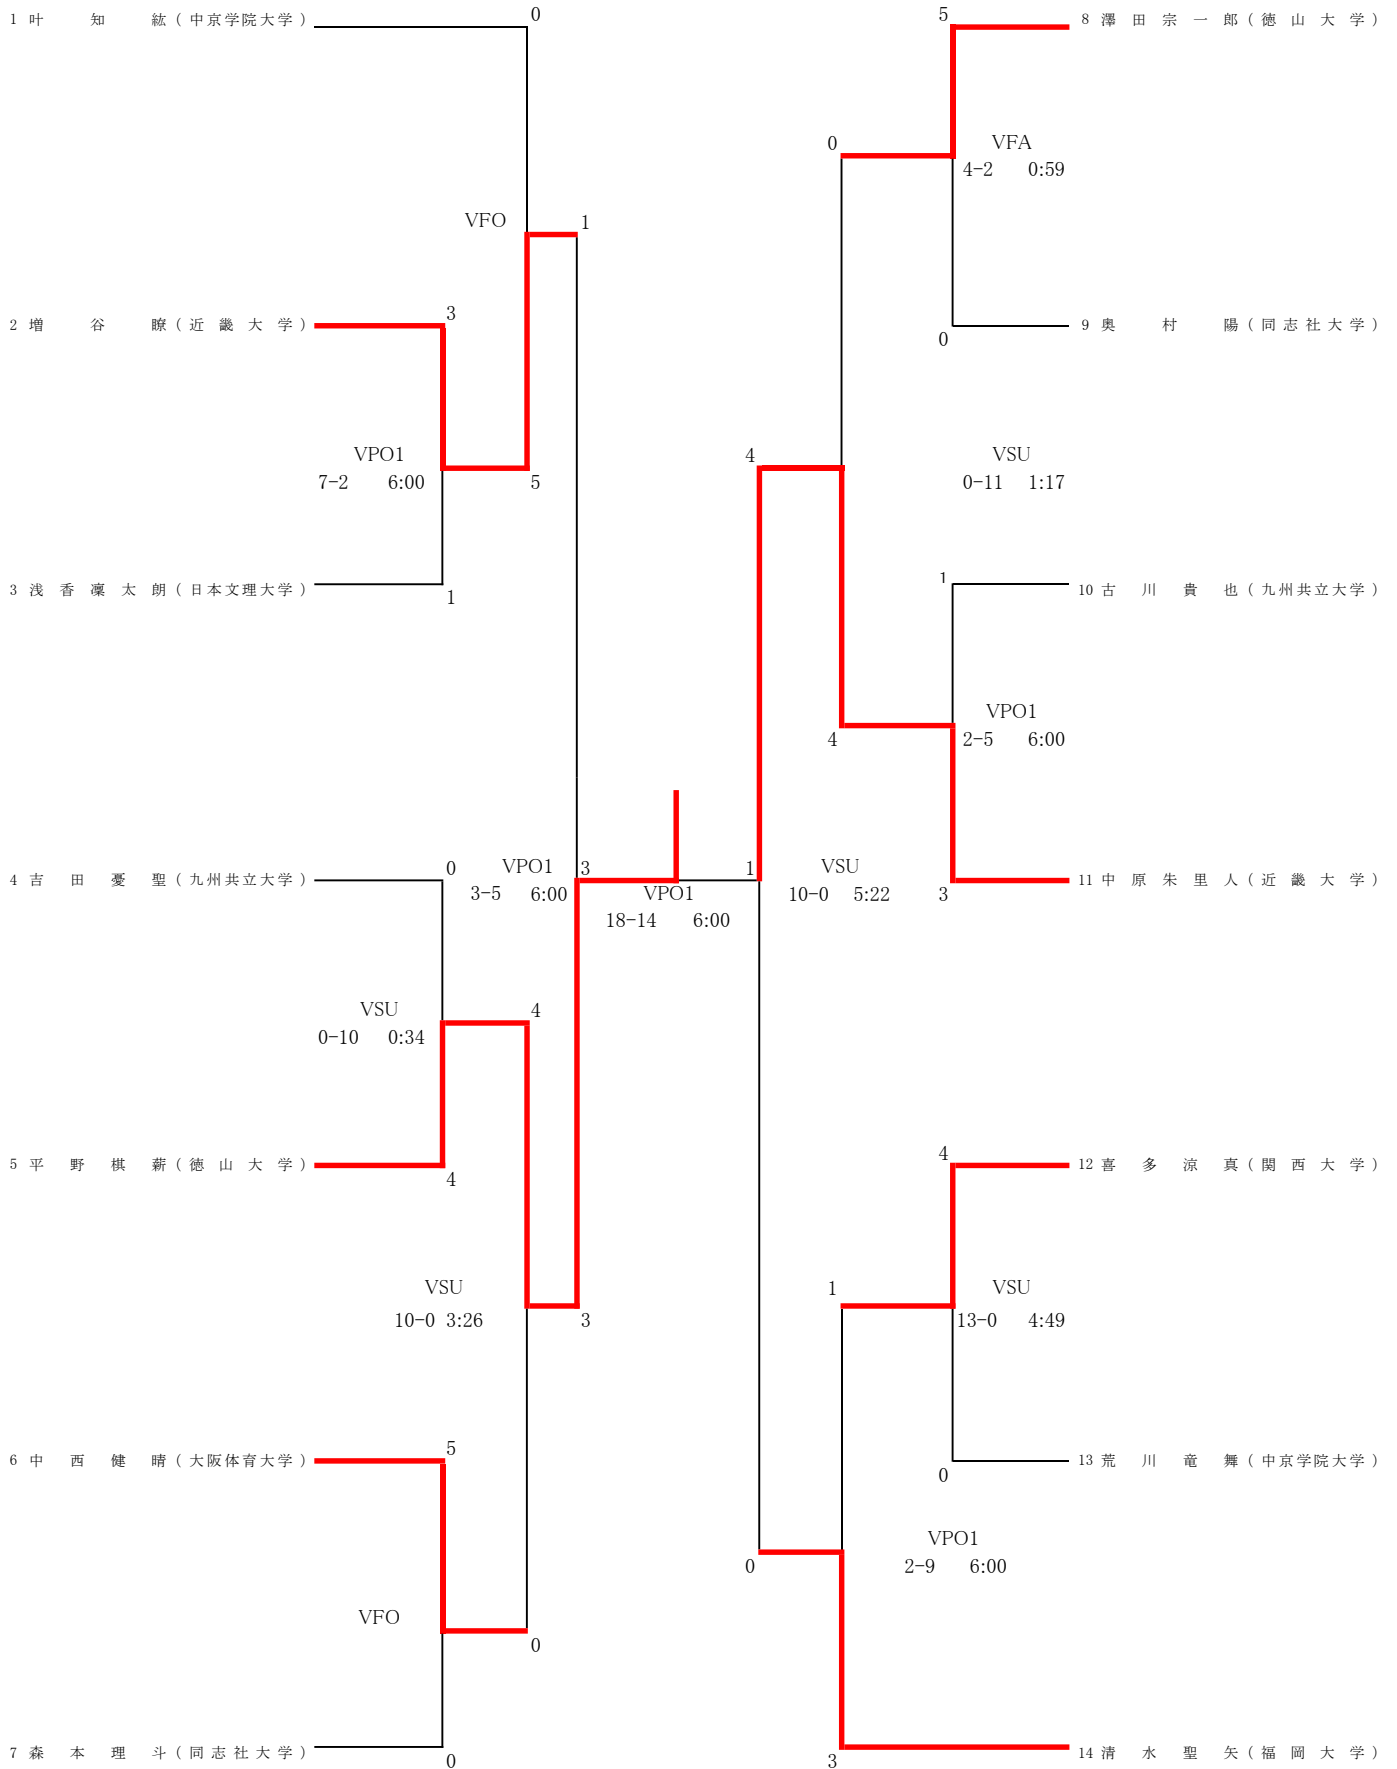 1 叶 知 紘（中京学院大学）
0
VFO
1
2 増 谷 瞭（近畿大学）
3
VPO1
7-2 6:00
5
3 浅香凜太朗（日本文理大学）
1
4 吉田憂聖（九州共立大学）
0
VPO1
3-5 6:00
3
VSU
0-10 0:34
4
5 平野棋薪（徳山大学）
4
VSU
10-0 3:26
3
6 中西健晴（大阪体育大学）
5
VFO
0
7 森本理斗（同志社大学）
0
VPO1
18-14 6:00
1
5
8 澤田宗一郎（徳山大学）
0
VFA
4-2 0:59
0
9 奥 村 陽（同志社大学）
4
VSU
0-11 1:17
1
10 古川貴也（九州共立大学）
VPO1
4
2-5 6:00
VSU
10-0 5:22
3
11 中原朱里人（近畿大学）
4
12 喜多涼真（関西大学）
1
VSU
13-0 4:49
0
13 荒川竜舞（中京学院大学）
VPO1
0
2-9 6:00
3
14 清水聖矢（福岡大学）